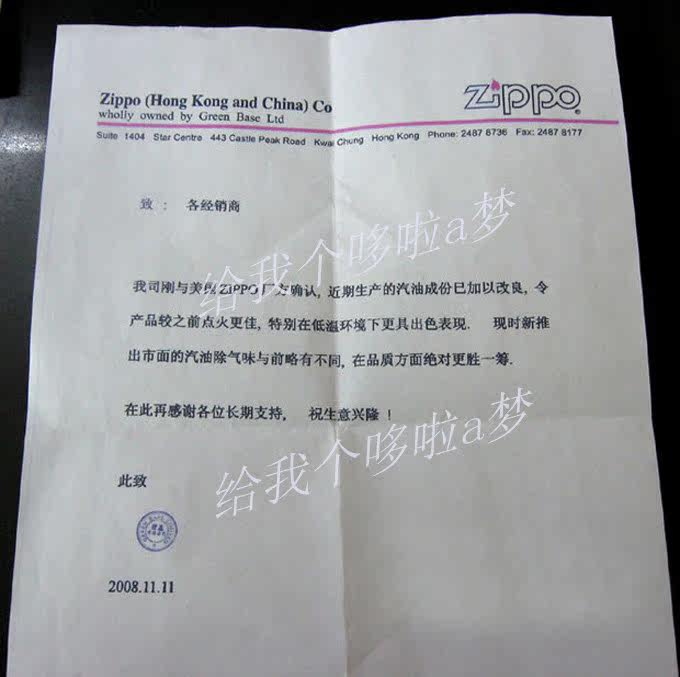 Zippo (Hong Kong and China) Co
Zippo
wholly owned by Green Base Ltd
Suite 1404 Star Centre 443 Castle Peak Road Kwai Chung Hong Kong Phone: 2487 6736 Fax: 2487 8177
致： 各经销商
给我个哆啦a梦
我司刚与美国ZIPPO厂方确认, 近期生产的汽油成份已加以改良, 令
产品较之前点火更佳, 特别在低温环境下更具出色表现. 现时新推
出市面的汽油除气味与前略有不同, 在品质方面绝对更胜一筹.
在此再感谢各位长期支持, 祝生意兴隆！
给我个哆啦a梦
此致
2008.11.11